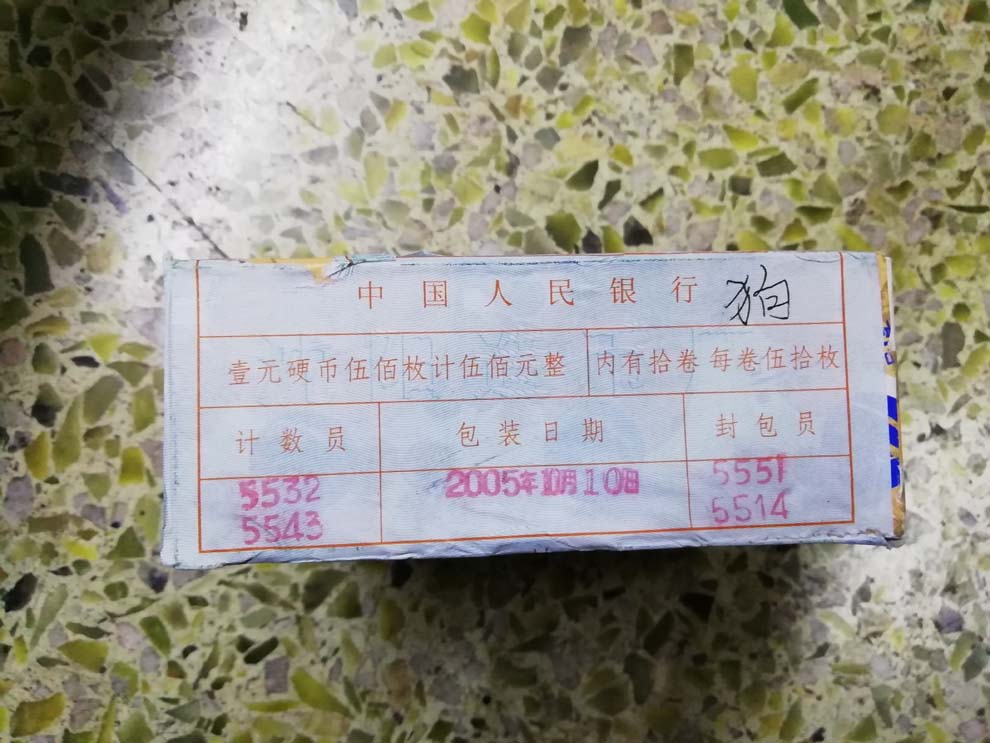 中国人民银行 狗
壹元硬币伍佰枚计伍佰元整 内有拾卷 每卷伍拾枚
计数员 包装日期 封包员
5532 2005年10月10日 5551
5543 5514